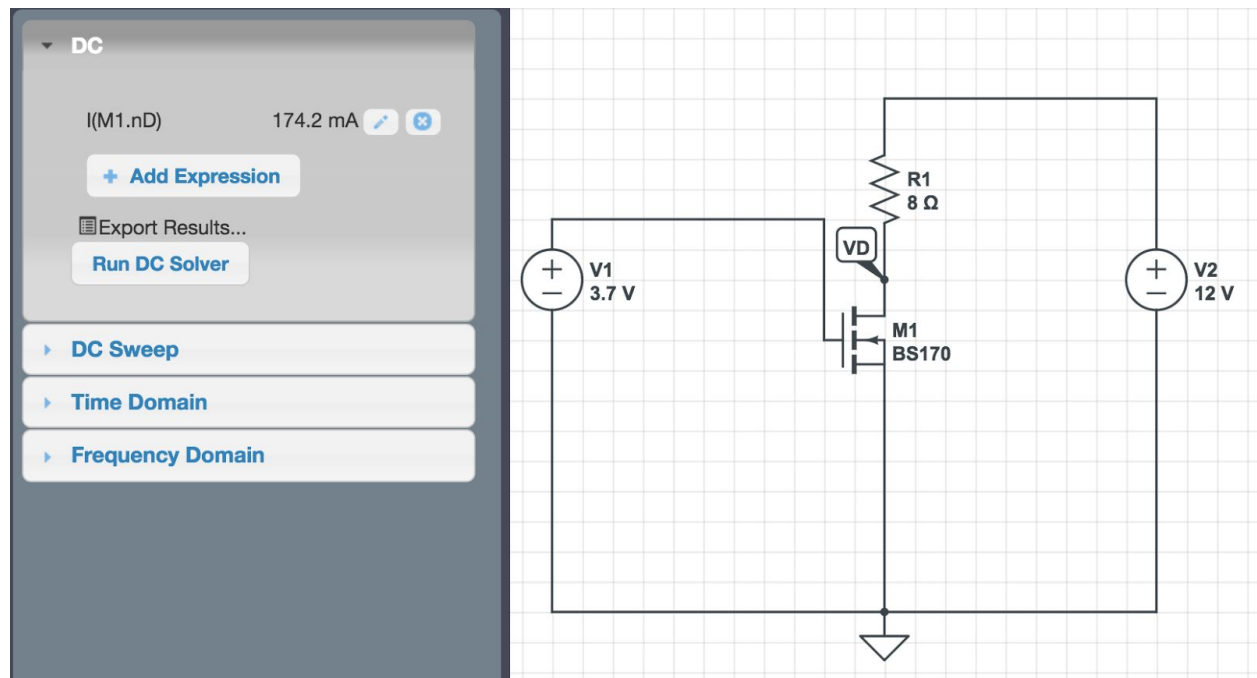 DC
I(M1.nD) 174.2 mA
+ Add Expression
Export Results...
Run DC Solver
DC Sweep
Time Domain
Frequency Domain
R1
8 Ω
VD
V1
3.7 V
V2
12 V
M1
BS170